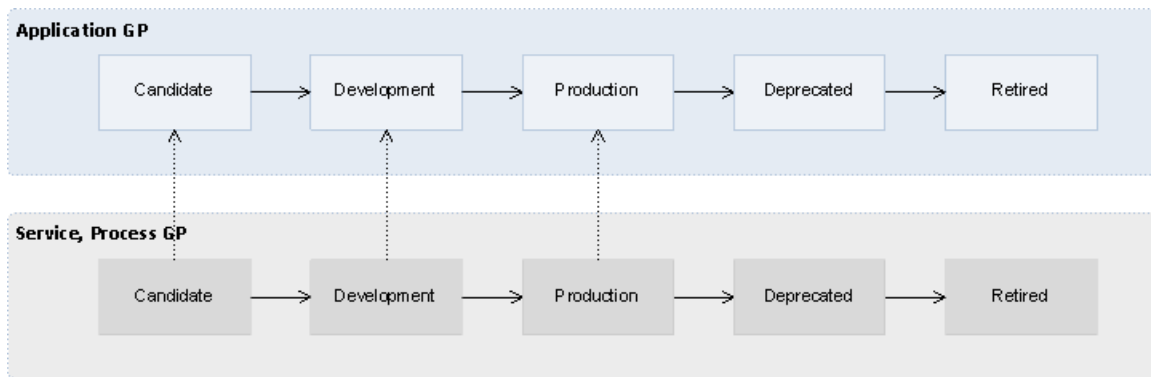 Application GP
Candidate Development Production Deprecated Retired
Service, Process GP
Candidate Development Production Deprecated Retired